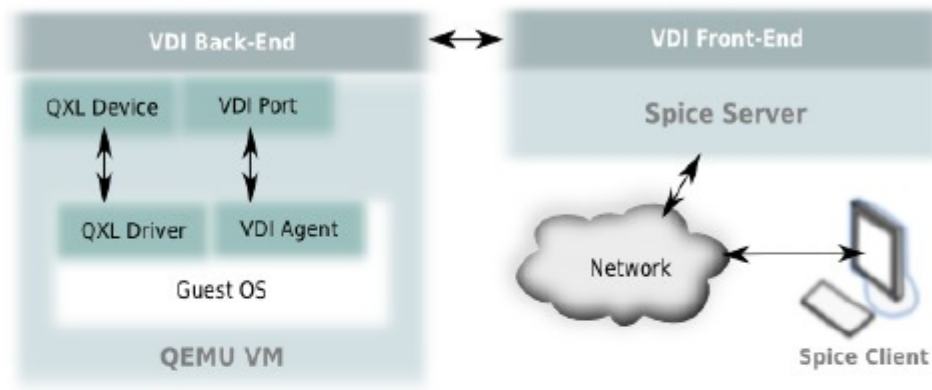 VDI Back-End
VDI Front-End
QXL Device
VDI Port
Spice Server
QXL Driver
VDI Agent
Guest OS
Network
QEMU VM
Spice Client